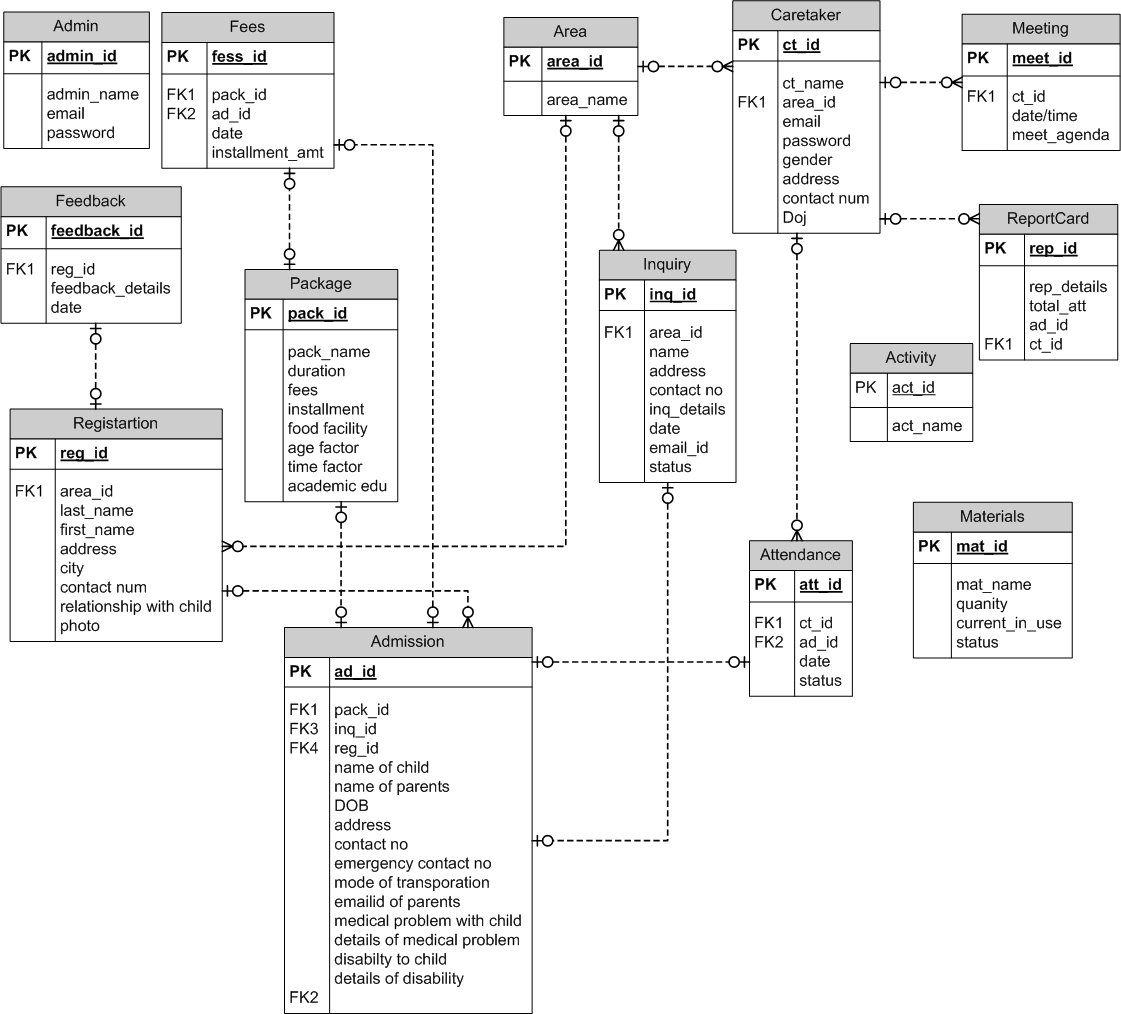 Admin
PK admin_id
admin_name
email
password
Fees
PK fess_id
FK1 pack_id
FK2 ad_id
date
installment_amt
Area
PK area_id
area_name
Caretaker
PK ct_id
ct_name
FK1 area_id
email
password
gender
address
contact num
Doj
Meeting
PK meet_id
FK1 ct_id
date/time
meet_agenda
Feedback
PK feedback_id
FK1 reg_id
feedback_details
date
Package
PK pack_id
pack_name
duration
fees
installment
food facility
age factor
time factor
academic edu
Inquiry
PK inq_id
FK1 area_id
name
address
contact no
inq_details
date
email_id
status
ReportCard
PK rep_id
rep_details
total_att
ad_id
FK1 ct_id
Activity
PK act_id
act_name
Registartion
PK reg_id
FK1 area_id
last_name
first_name
address
city
contact num
relationship with child
photo
Materials
PK mat_id
mat_name
quanity
current_in_use
status
Attendance
PK att_id
FK1 ct_id
FK2 ad_id
date
status
Admission
PK ad_id
FK1 pack_id
FK3 inq_id
FK4 reg_id
name of child
name of parents
DOB
address
contact no
emergency contact no
mode of transporation
emailid of parents
medical problem with child
details of medical problem
disabilty to child
details of disability
FK2